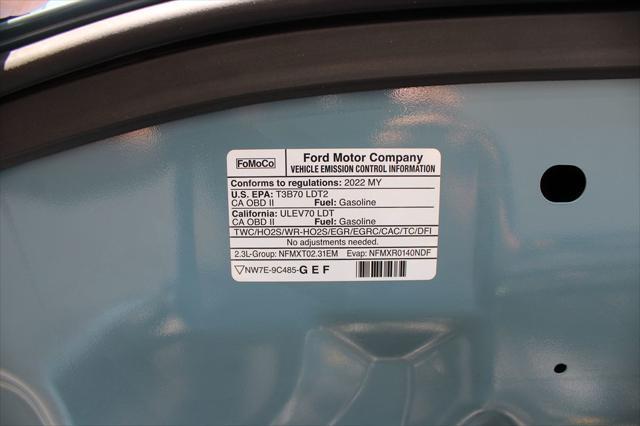 FoMoCo
Ford Motor Company
VEHICLE EMISSION CONTROL INFORMATION
Conforms to regulations: 2022 MY
U.S. EPA: T3B70 LDT2
CA OBD II Fuel: Gasoline
California: ULEV70 LDT
CA OBD II Fuel: Gasoline
TWC/HO2S/WR-HO2S/EGR/EGRC/CAC/TC/DFI
No adjustments needed.
2.3L-Group: NFMXT02.31EM Evap: NFMXR0140NDF
NW7E-9C485-G E F